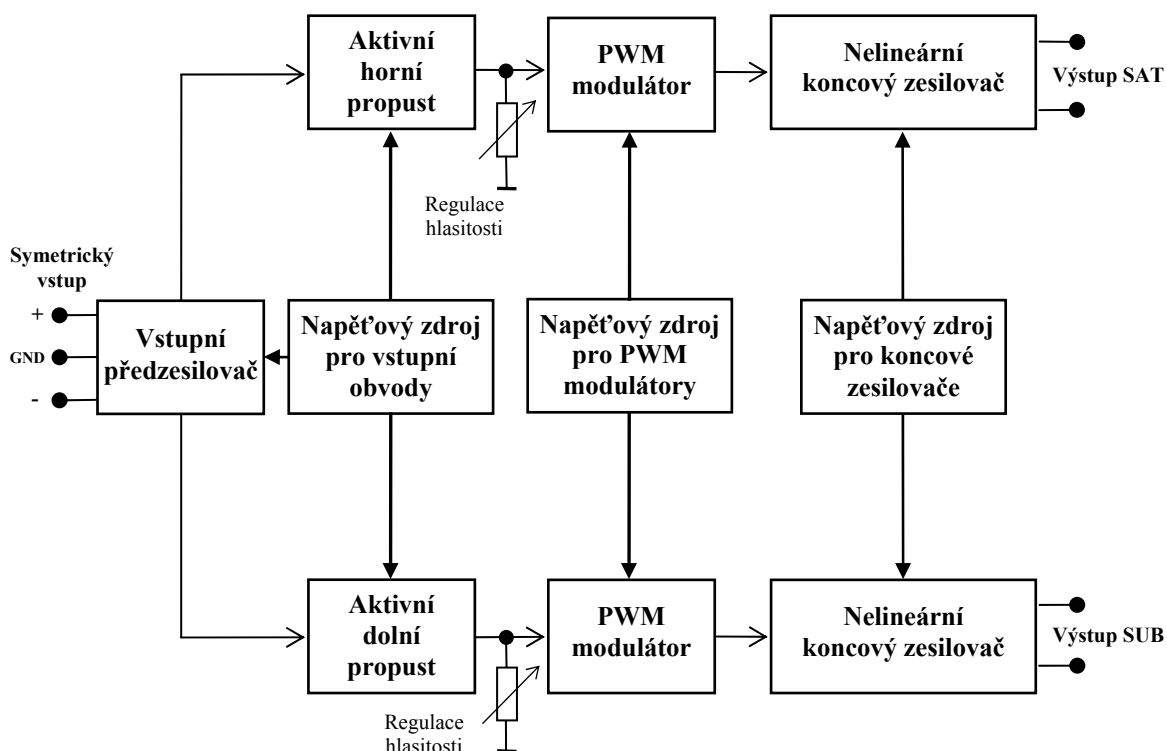 Aktivní
horní
propust
PWM
modulátor
Nelineární
koncový zesilovač
Výstup SAT
Regulace
hlasitosti
Symetrický
vstup
+
GND
-
Vstupní
předzesilovač
Napěťový zdroj
pro vstupní
obvody
Napěťový zdroj
pro PWM
modulátory
Napěťový zdroj
pro koncové
zesilovače
Aktivní
dolní
propust
PWM
modulátor
Nelineární
koncový zesilovač
Výstup SUB
Regulace
hlasitosti